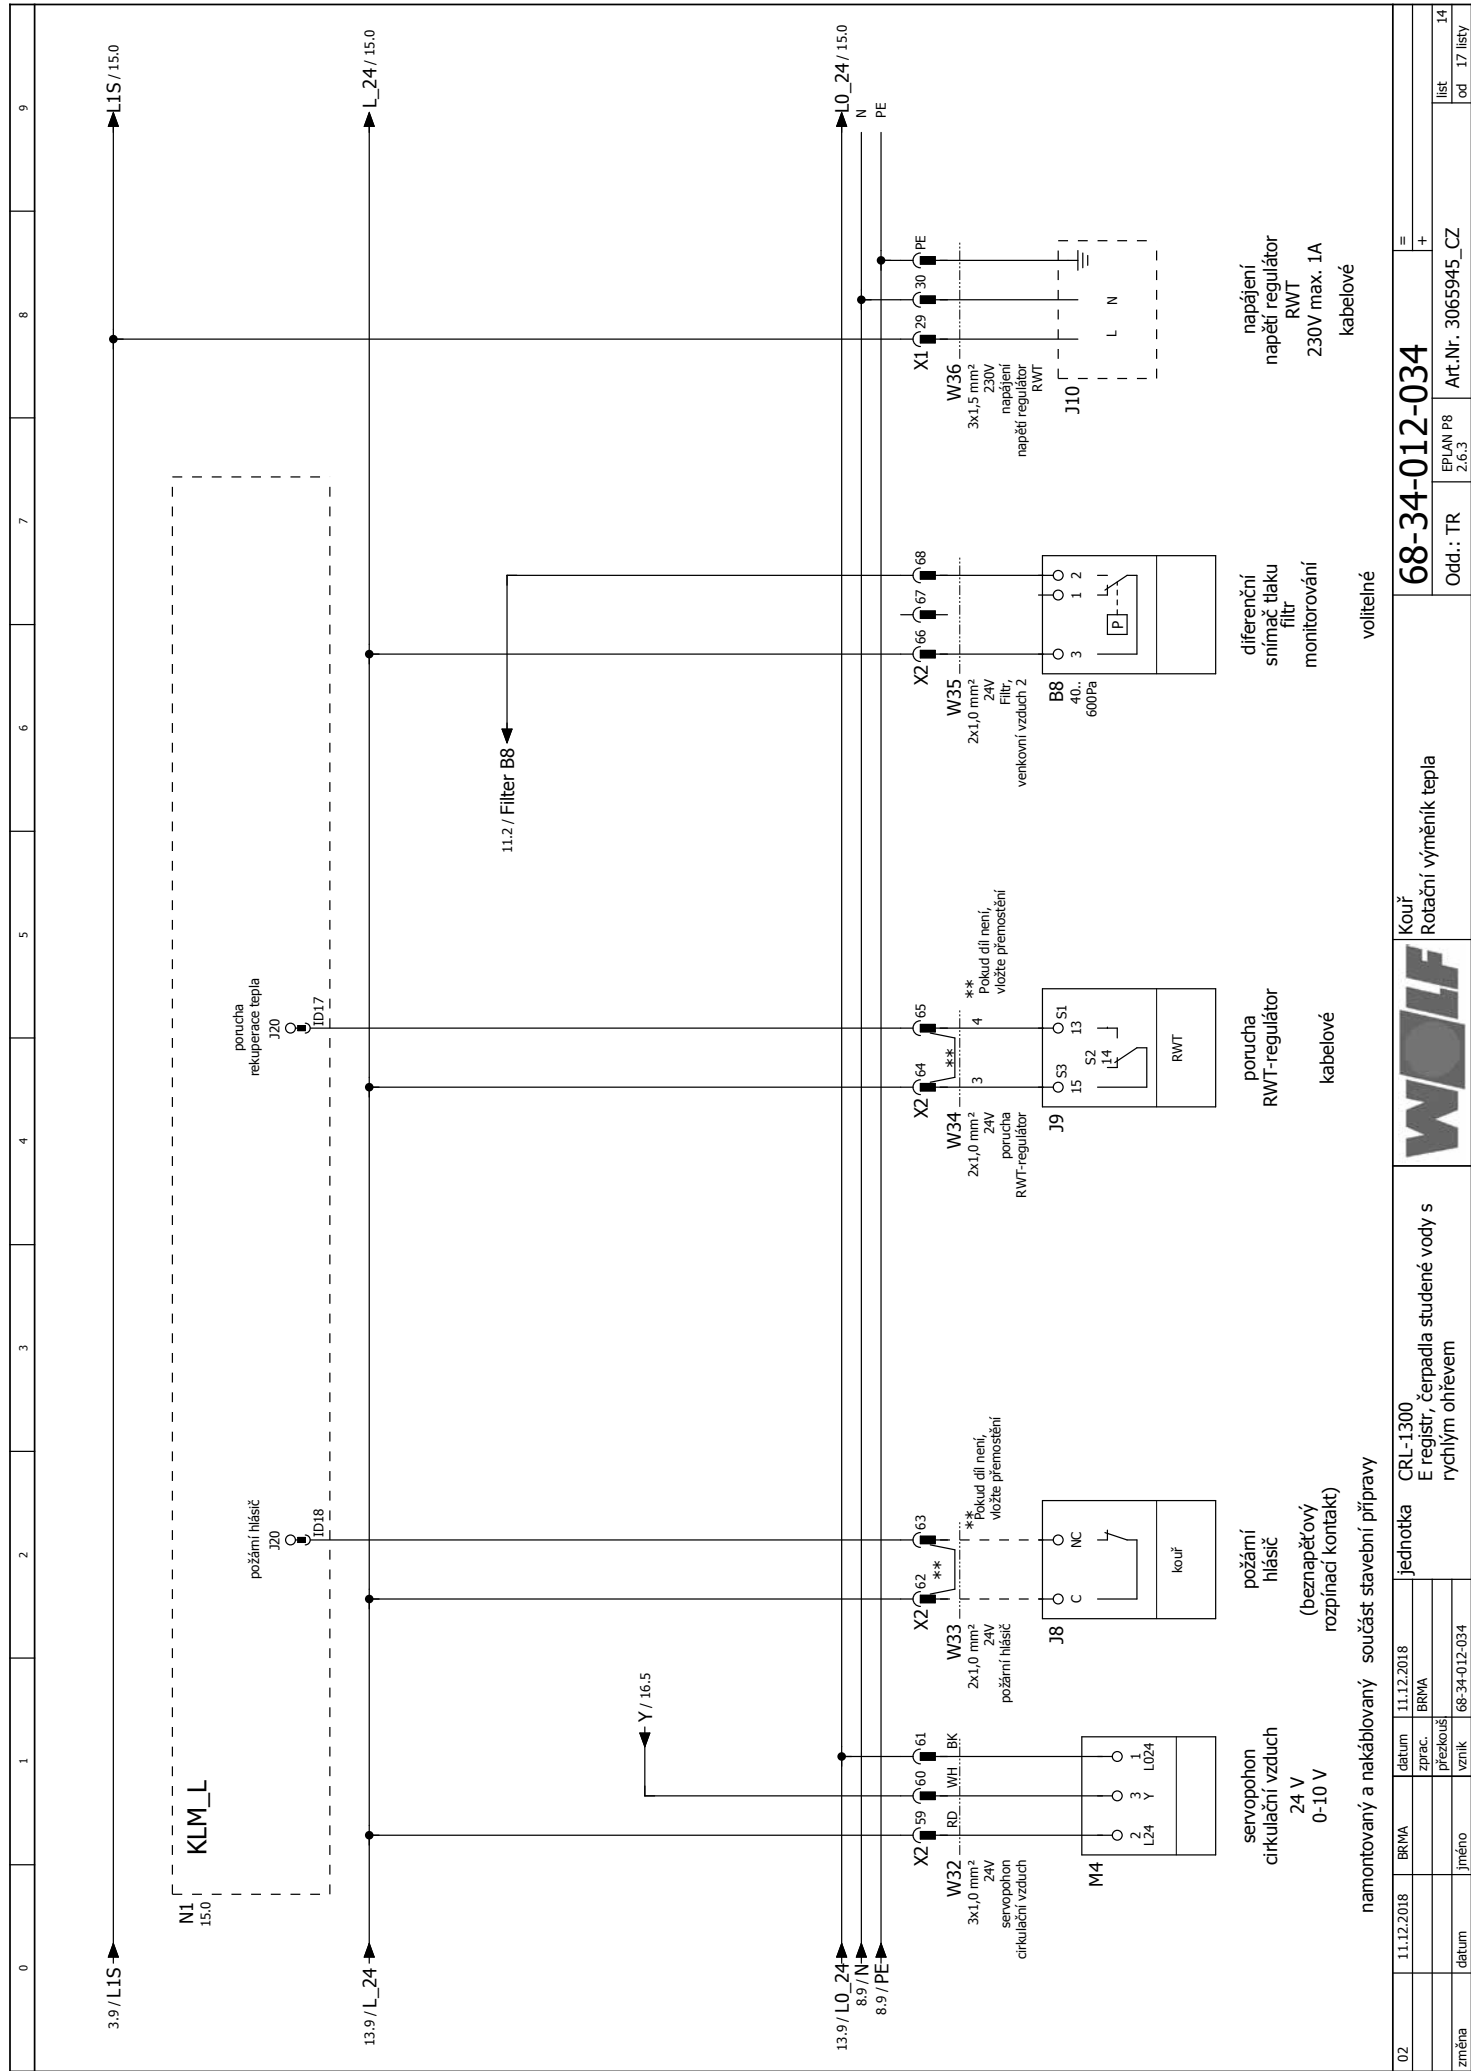 0
1
2
3
4
5
6
7
8
9
3.9 / L1S
L1S / 15.0
N1
15.0
KLM_L
požární hlásič
J20
ID18
porucha
rekuperace tepla
J20
ID17
13.9 / L_24
L_24 / 15.0
11.2 / Filter B8
Y / 16.5
13.9 / L0_24
L0_24 / 15.0
8.9 / N
N
8.9 / PE
PE
X2
59
60
61
W32
RD
WH
BK
3x1,0 mm²
24V
servopohon
cirkulační vzduch
M4
2
3
1
L24
Y
L024
servopohon
cirkulační vzduch
24 V
0-10 V
X2
62
63
**
W33
2x1,0 mm²
24V
požární hlásič
**
Pokud díl není,
vložte přemostění
J8
C
NC
kouř
požární
hlásič
(beznapěťový
rozpínací kontakt)
X2
64
65
**
W34
3
4
2x1,0 mm²
24V
porucha
RWT-regulátor
**
Pokud díl není,
vložte přemostění
J9
S3
S1
15
13
S2
14
RWT
porucha
RWT-regulátor
kabelové
X2
66
67
68
W35
2x1,0 mm²
24V
Filtr,
venkovní vzduch 2
B8
40..
600Pa
3
1
2
P
diferenční
snímač tlaku
filtr
monitorování
volitelné
X1
29
30
PE
W36
3x1,5 mm²
230V
napájení
napětí regulátor
RWT
J10
L
N
napájení
napětí regulátor
RWT
230V max. 1A
kabelové
namontovaný a nakáblovaný
součást stavební přípravy
02
11.12.2018
BRMA
datum
11.12.2018
zprac.
BRMA
přezkouš.
změna
datum
jméno
vznik
68-34-012-034
jednotka
CRL-1300
E registr, čerpadla studené vody s
rychlým ohřevem
WOLF
Kouř
Rotační výměník tepla
68-34-012-034
=
+
Odd.: TR
EPLAN P8
2.6.3
Art.Nr. 3065945_CZ
list
14
od
17 listy